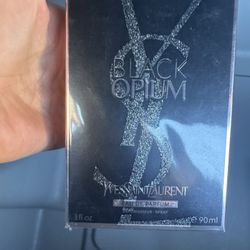 BLACK
OPIUM
YVESSAINTLAURENT
EAU DE PARFUM
fl.oz. 90ml